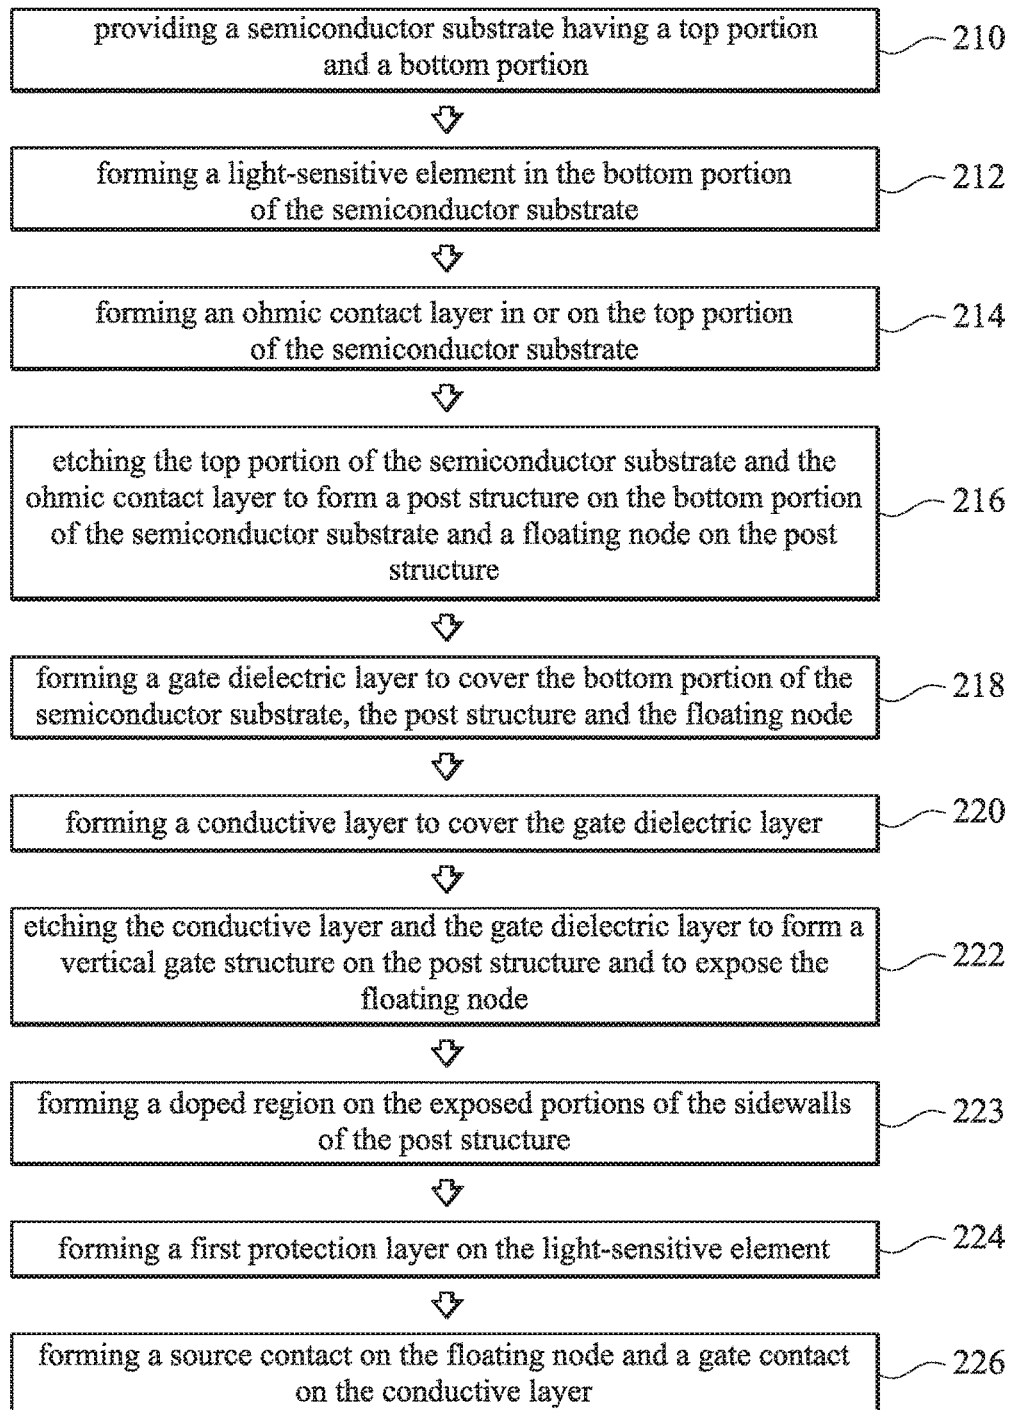 providing a semiconductor substrate having a top portion
and a bottom portion
210
forming a light-sensitive element in the bottom portion
of the semiconductor substrate
212
forming an ohmic contact layer in or on the top portion
of the semiconductor substrate
214
etching the top portion of the semiconductor substrate and the
ohmic contact layer to form a post structure on the bottom portion
of the semiconductor substrate and a floating node on the post
structure
216
forming a gate dielectric layer to cover the bottom portion of the
semiconductor substrate, the post structure and the floating node
218
forming a conductive layer to cover the gate dielectric layer
220
etching the conductive layer and the gate dielectric layer to form a
vertical gate structure on the post structure and to expose the
floating node
222
forming a doped region on the exposed portions of the sidewalls
of the post structure
223
forming a first protection layer on the light-sensitive element
224
forming a source contact on the floating node and a gate contact
on the conductive layer
226